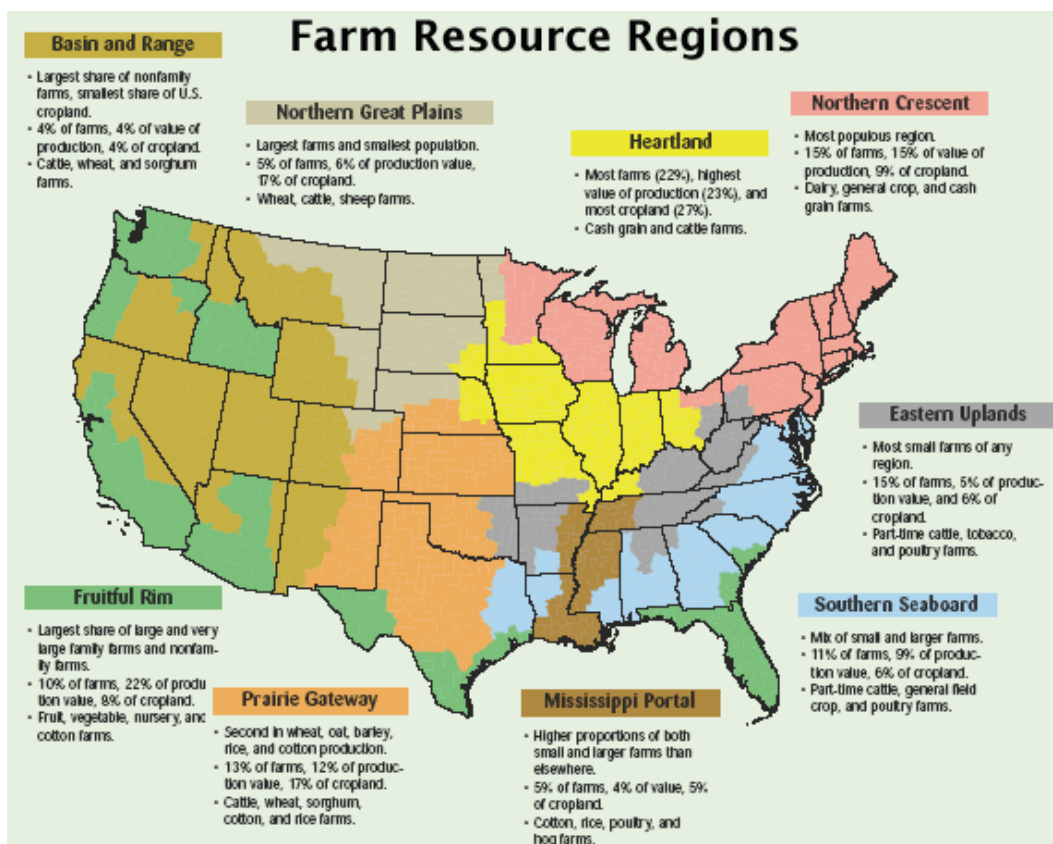 Farm Resource Regions
Basin and Range
• Largest share of nonfamily
farms, smallest share of U.S.
cropland.
• 4% of farms, 4% of value of
production, 4% of cropland.
• Cattle, wheat, and sorghum
farms.
Northern Great Plains
• Largest farms and smallest population.
• 5% of farms, 6% of production value,
17% of cropland.
• Wheat, cattle, sheep farms.
Heartland
• Most farms (22%), highest
value of production (23%), and
most cropland (27%).
• Cash grain and cattle farms.
Northern Crescent
• Most populous region.
• 15% of farms, 15% of value of
production, 9% of cropland.
• Dairy, general crop, and cash
grain farms.
Eastern Uplands
• Most small farms of any
region.
• 15% of farms, 5% of produc-
tion value, and 6% of
cropland.
• Part-time cattle, tobacco,
and poultry farms.
Fruitful Rim
• Largest share of large and very
large family farms and nonfam-
ily farms.
• 10% of farms, 22% of produ
tion value, 8% of cropland.
• Fruit, vegetable, nursery, and
cotton farms.
Prairie Gateway
• Second in wheat, oat, barley,
rice, and cotton production.
• 13% of farms, 12% of produc-
tion value, 17% of cropland.
• Cattle, wheat, sorghum,
cotton, and rice farms.
Mississippi Portal
• Higher proportions of both
small and larger farms than
elsewhere.
• 5% of farms, 4% of value, 5%
of cropland.
• Cotton, rice, poultry, and
hog farms.
Southern Seaboard
• Mix of small and larger farms.
• 11% of farms, 9% of produc-
tion value, 6% of cropland.
• Part-time cattle, general field
crop, and poultry farms.